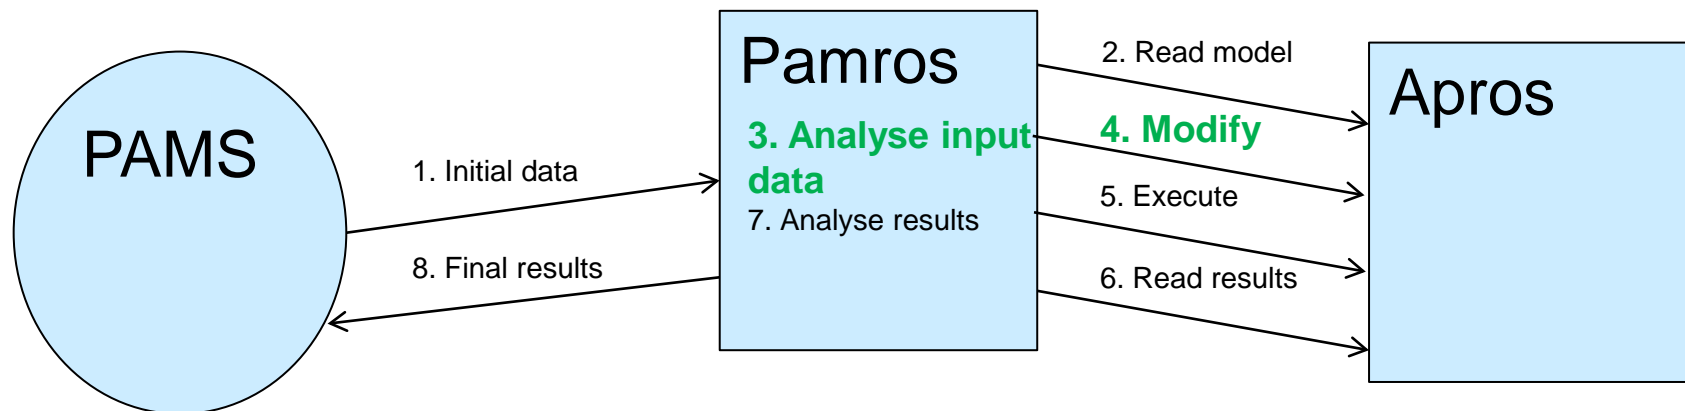 PAMS
1. Initial data
8. Final results
Pamros
3. Analyse input
data
7. Analyse results
2. Read model
4. Modify
5. Execute
6. Read results
Apros